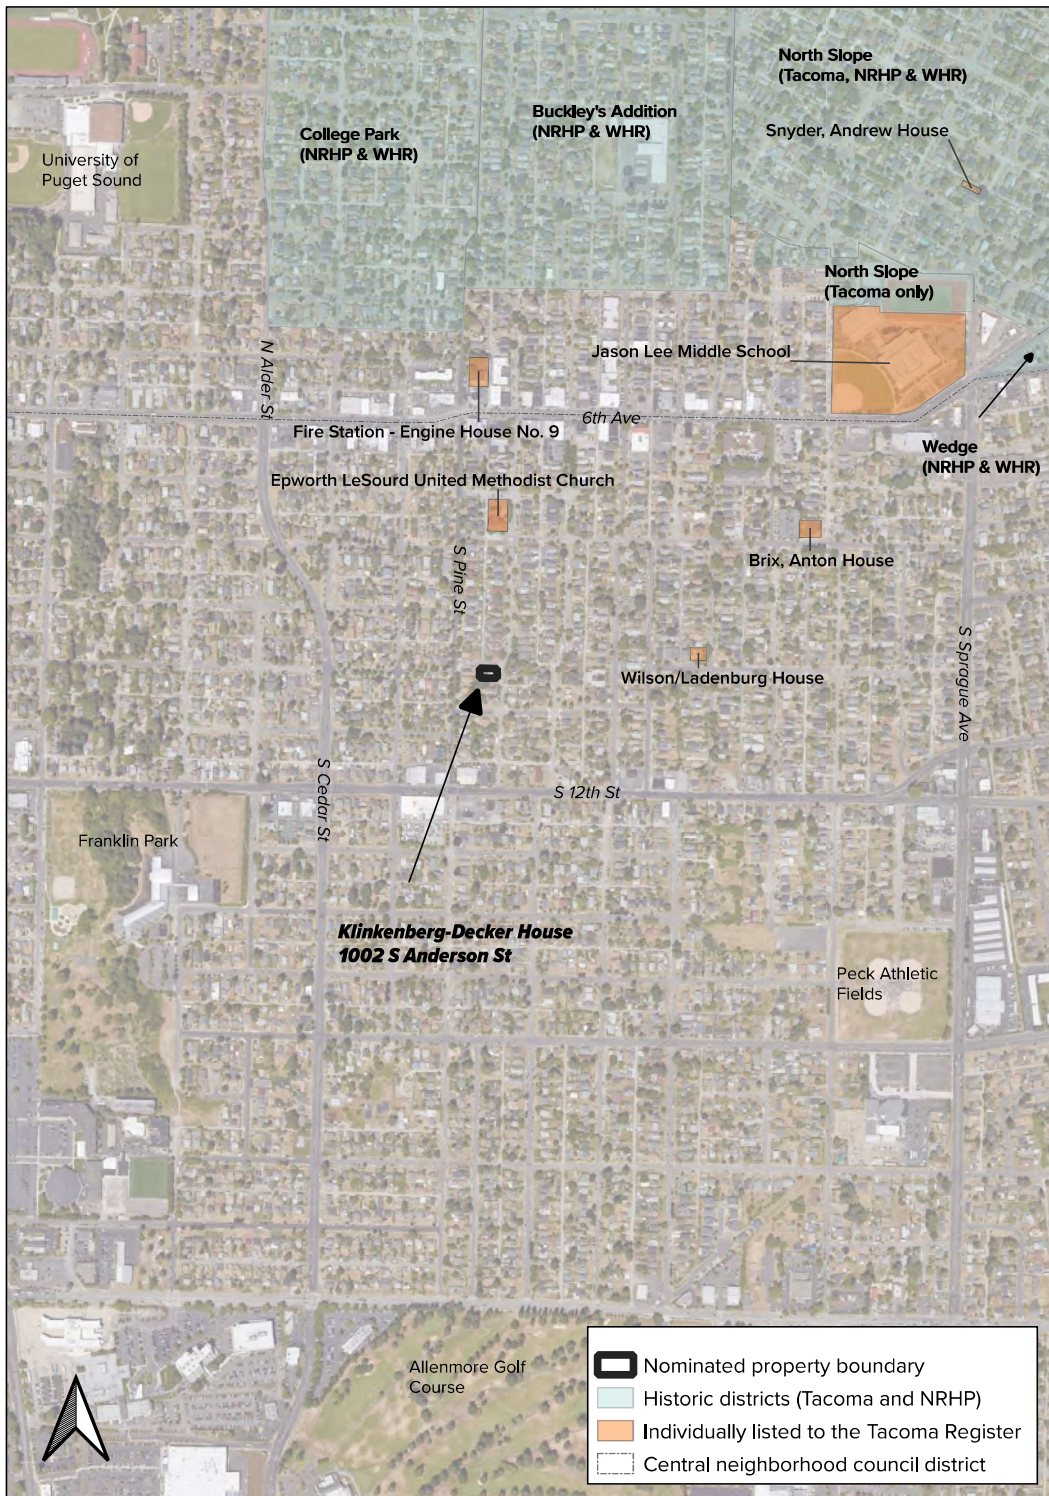 North Slope
(Tacoma, NRHP & WHR)
Buckley's Addition
(NRHP & WHR)
College Park
(NRHP & WHR)
Snyder, Andrew House
University of
Puget Sound
North Slope
(Tacoma only)
Jason Lee Middle School
N Alder St
6th Ave
Fire Station - Engine House No. 9
Wedge
(NRHP & WHR)
Epworth LeSourd United Methodist Church
S Pine St
Brix, Anton House
S Sprague Ave
Wilson/Ladenburg House
S Cedar St
S 12th St
Franklin Park
Klinkenberg-Decker House
1002 S Anderson St
Peck Athletic
Fields
Allenmore Golf
Course
Nominated property boundary
Historic districts (Tacoma and NRHP)
Individually listed to the Tacoma Register
Central neighborhood council district